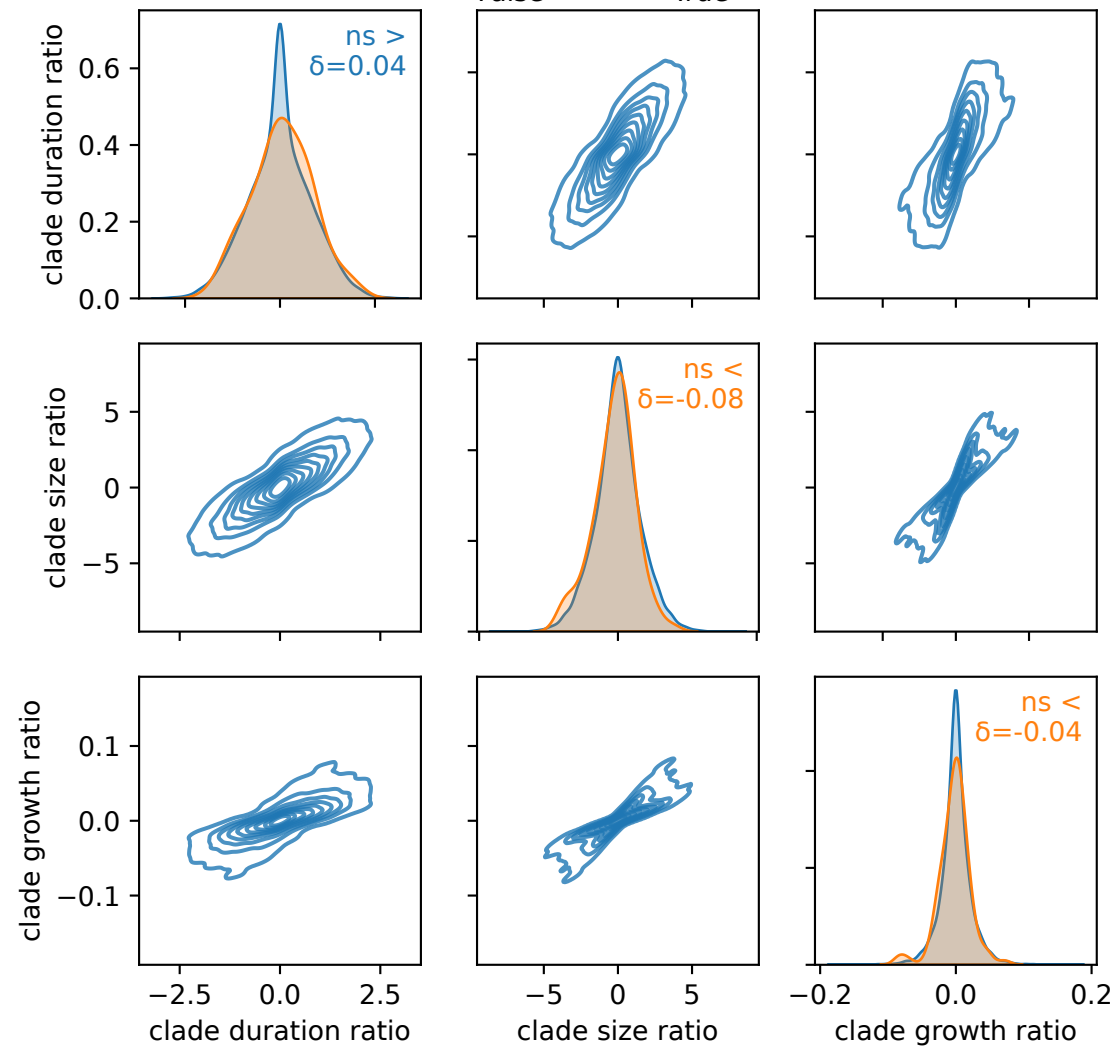 clade duration ratio
0.6
0.4
0.2
0.0
ns >
δ=0.04
clade size ratio
5
0
−5
ns <
δ=-0.08
clade growth ratio
0.1
0.0
−0.1
ns <
δ=-0.04
−2.5 0.0 2.5
−5 0 5
−0.2 0.0 0.2
clade duration ratio
clade size ratio
clade growth ratio